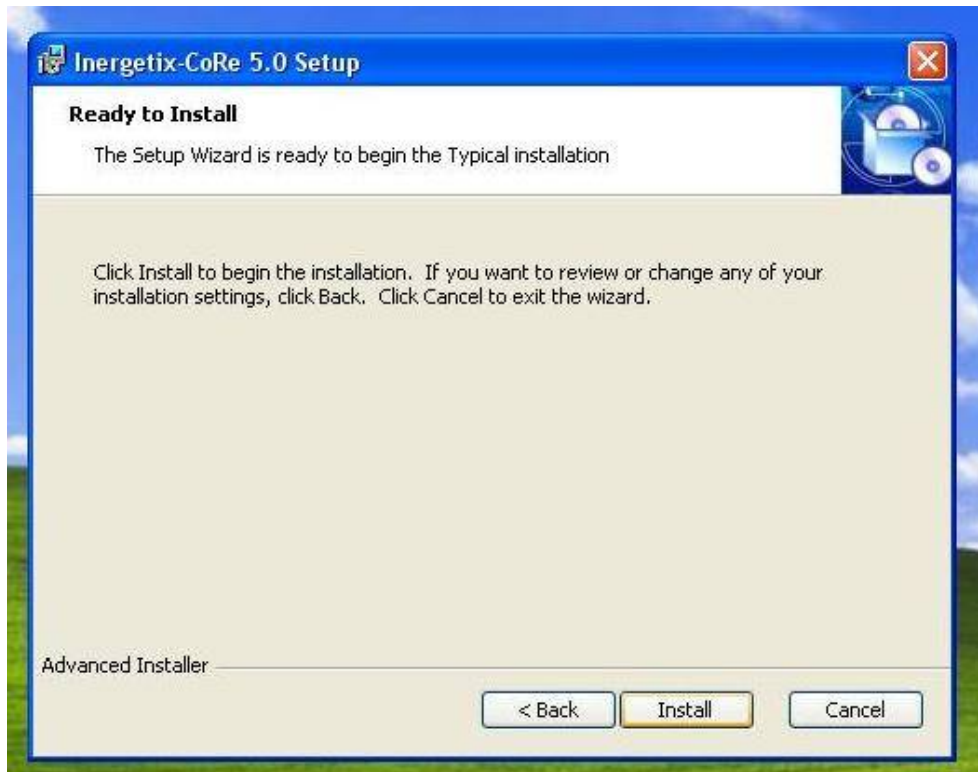 Inergetix-CoRe 5.0 Setup
Ready to Install
The Setup Wizard is ready to begin the Typical installation
Click Install to begin the installation. If you want to review or change any of your
installation settings, click Back. Click Cancel to exit the wizard.
Advanced Installer
< Back Install Cancel